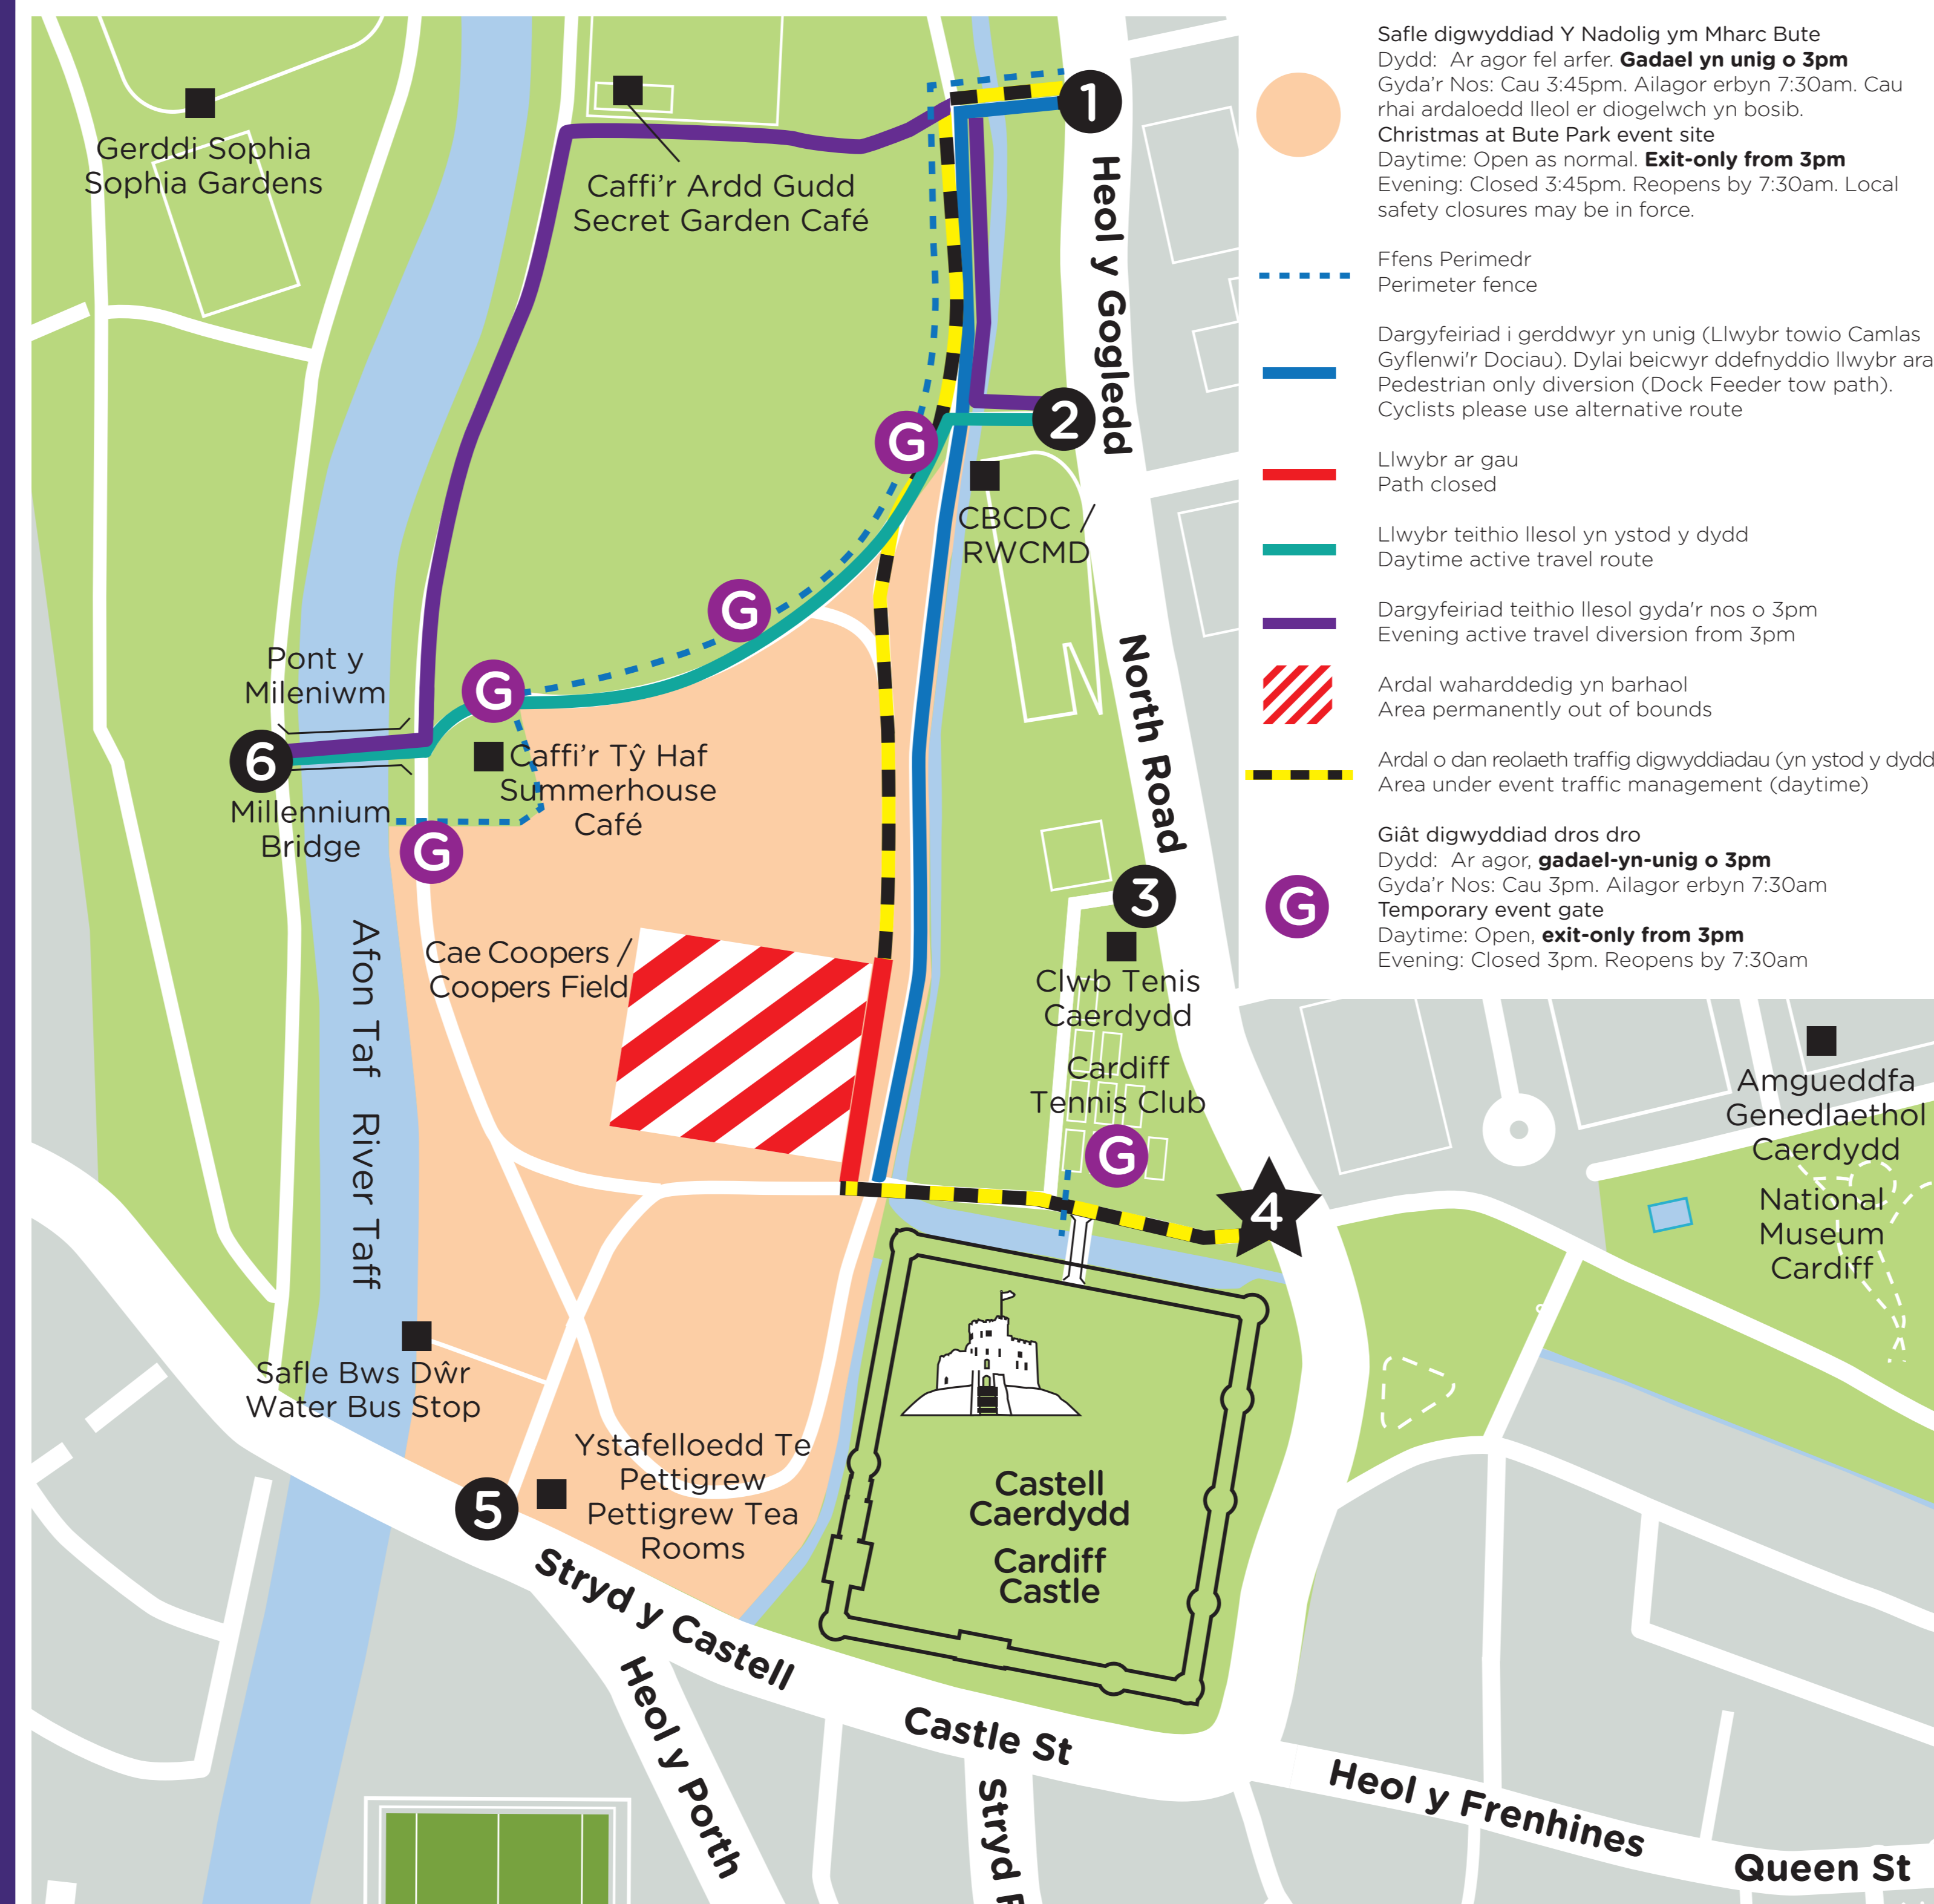 Safle digwyddiad Y Nadolig ym Mharc Bute
Dydd: Ar agor fel arfer. Gadael yn unig o 3pm
Gyda'r Nos: Cau 3:45pm. Ailagor erbyn 7:30am. Cau
rhai ardaloedd lleol er diogelwch yn bosib.
Christmas at Bute Park event site
Daytime: Open as normal. Exit-only from 3pm
Evening: Closed 3:45pm. Reopens by 7:30am. Local
safety closures may be in force.
Ffens Perimedr
Perimeter fence
Dargyfeiriad i gerddwyr yn unig (Llwybr towio Camlas
Gyflenwi'r Dociau). Dylai beicwyr ddefnyddio llwybr ara
Pedestrian only diversion (Dock Feeder tow path).
Cyclists please use alternative route
Llwybr ar gau
Path closed
Llwybr teithio llesol yn ystod y dydd
Daytime active travel route
Dargyfeiriad teithio llesol gyda'r nos o 3pm
Evening active travel diversion from 3pm
Ardal waharddedig yn barhaol
Area permanently out of bounds
Ardal o dan reolaeth traffig digwyddiadau (yn ystod y dydd
Area under event traffic management (daytime)
G
Giât digwyddiad dros dro
Dydd: Ar agor, gadael-yn-unig o 3pm
Gyda'r Nos: Cau 3pm. Ailagor erbyn 7:30am
Temporary event gate
Daytime: Open, exit-only from 3pm
Evening: Closed 3pm. Reopens by 7:30am
1
Gerddi Sophia
Sophia Gardens
Caffi'r Ardd Gudd
Secret Garden Café
Heol y Gogledd
2
G
CBCDC /
RWCMD
G
Pont y
Mileniwm
G
North Road
6
Caffi'r Tŷ Haf
Summerhouse
Café
Millennium
Bridge
G
3
Cae Coopers /
Coopers Field
Clwb Tenis
Caerdydd
Cardiff
Tennis Club
G
Afon Taf
River Taff
4
Amgueddfa
Genedlaethol
Caerdydd
National
Museum
Cardiff
Safle Bws Dŵr
Water Bus Stop
5
Ystafelloedd Te
Pettigrew
Pettigrew Tea
Rooms
Castell
Caerdydd
Cardiff
Castle
Stryd y Castell
Castle St
Heol y Porth
Stryd
Heol y Frenhines
Queen St